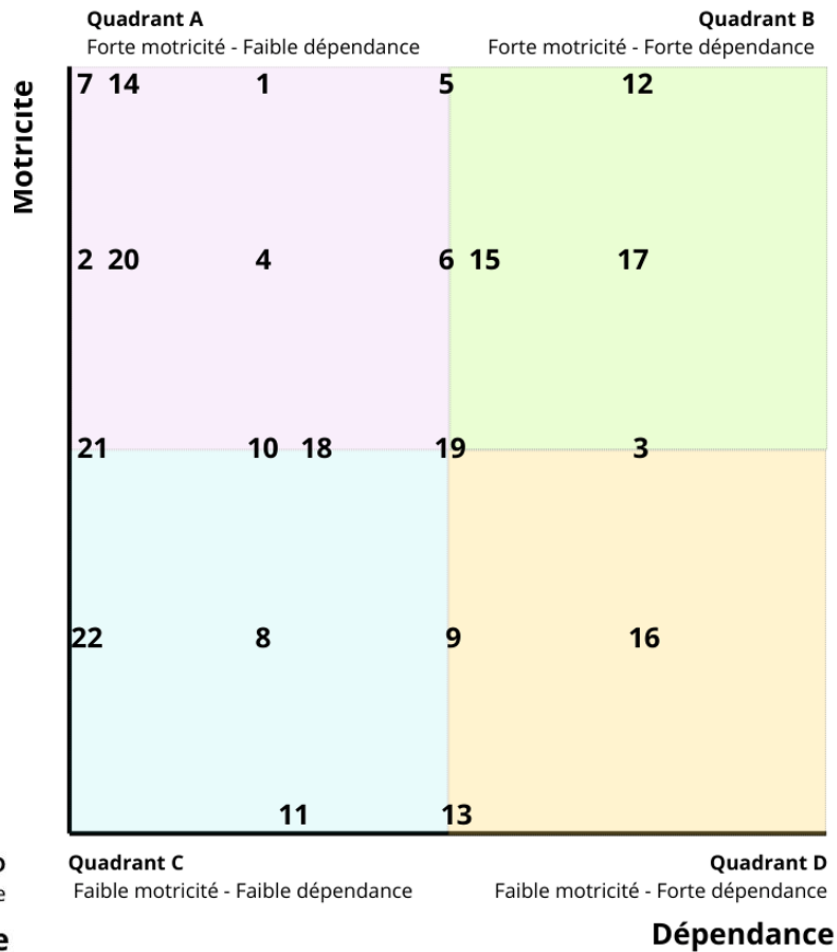 Quadrant A
Quadrant B
Forte motricité - Faible dépendance
Forte motricité - Forte dépendance
Motricité
7 14 1 5 12
2 20 4 6 15 17
21 10 18 19 3
22 8 9 16
11 13
Quadrant C
Quadrant D
Faible motricité - Faible dépendance
Faible motricité - Forte dépendance
Dépendance